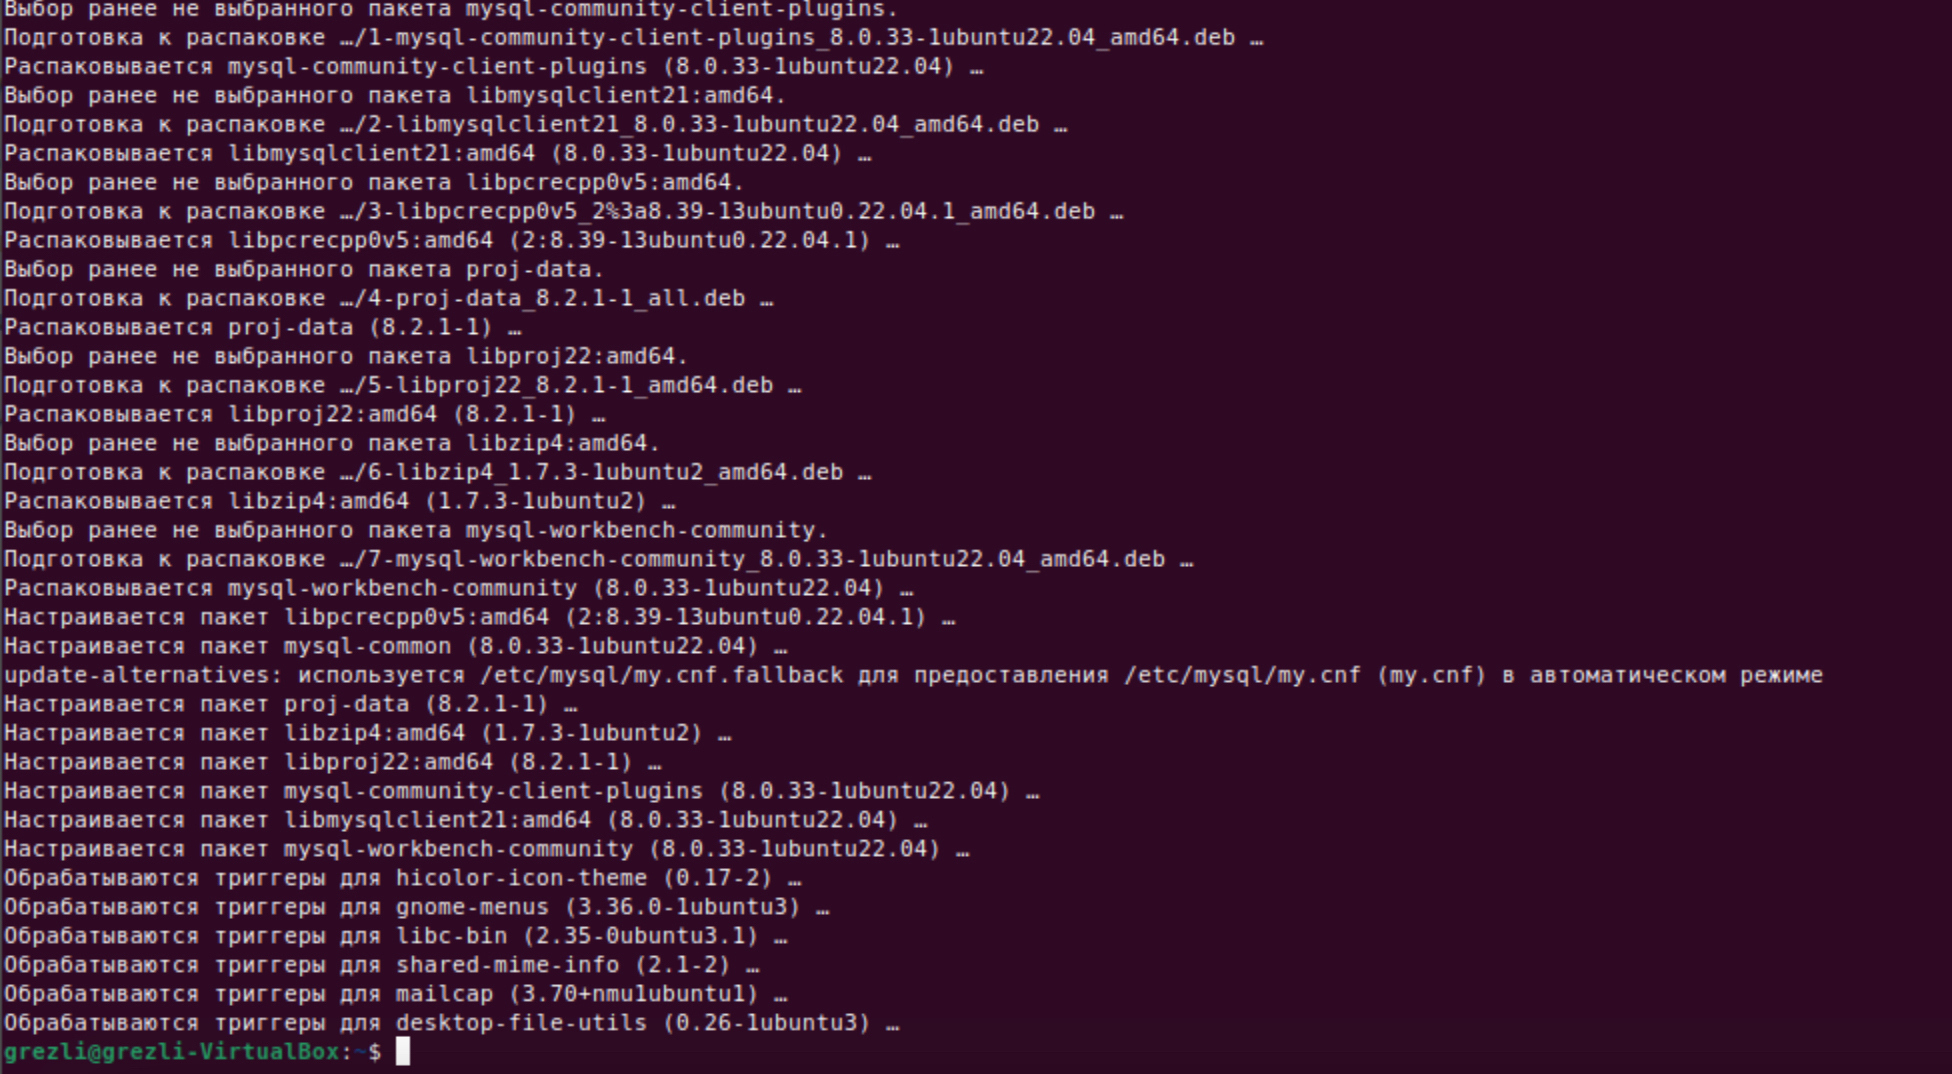 Выбор ранее не выбранного пакета mysql-community-client-plugins.
Подготовка к распаковке …/1-mysql-community-client-plugins_8.0.33-1ubuntu22.04_amd64.deb …
Распаковывается mysql-community-client-plugins (8.0.33-1ubuntu22.04) …
Выбор ранее не выбранного пакета libmysqlclient21:amd64.
Подготовка к распаковке …/2-libmysqlclient21_8.0.33-1ubuntu22.04_amd64.deb …
Распаковывается libmysqlclient21:amd64 (8.0.33-1ubuntu22.04) …
Выбор ранее не выбранного пакета libpcrecpp0v5:amd64.
Подготовка к распаковке …/3-libpcrecpp0v5_2%3a8.39-13ubuntu0.22.04.1_amd64.deb …
Распаковывается libpcrecpp0v5:amd64 (2:8.39-13ubuntu0.22.04.1) …
Выбор ранее не выбранного пакета proj-data.
Подготовка к распаковке …/4-proj-data_8.2.1-1_all.deb …
Распаковывается proj-data (8.2.1-1) …
Выбор ранее не выбранного пакета libproj22:amd64.
Подготовка к распаковке …/5-libproj22_8.2.1-1_amd64.deb …
Распаковывается libproj22:amd64 (8.2.1-1) …
Выбор ранее не выбранного пакета libzip4:amd64.
Подготовка к распаковке …/6-libzip4_1.7.3-1ubuntu2_amd64.deb …
Распаковывается libzip4:amd64 (1.7.3-1ubuntu2) …
Выбор ранее не выбранного пакета mysql-workbench-community.
Подготовка к распаковке …/7-mysql-workbench-community_8.0.33-1ubuntu22.04_amd64.deb …
Распаковывается mysql-workbench-community (8.0.33-1ubuntu22.04) …
Настраивается пакет libpcrecpp0v5:amd64 (2:8.39-13ubuntu0.22.04.1) …
Настраивается пакет mysql-common (8.0.33-1ubuntu22.04) …
update-alternatives: используется /etc/mysql/my.cnf.fallback для предоставления /etc/mysql/my.cnf (my.cnf) в автоматическом режиме
Настраивается пакет proj-data (8.2.1-1) …
Настраивается пакет libzip4:amd64 (1.7.3-1ubuntu2) …
Настраивается пакет libproj22:amd64 (8.2.1-1) …
Настраивается пакет mysql-community-client-plugins (8.0.33-1ubuntu22.04) …
Настраивается пакет libmysqlclient21:amd64 (8.0.33-1ubuntu22.04) …
Настраивается пакет mysql-workbench-community (8.0.33-1ubuntu22.04) …
Обрабатываются триггеры для hicolor-icon-theme (0.17-2) …
Обрабатываются триггеры для gnome-menus (3.36.0-1ubuntu3) …
Обрабатываются триггеры для libc-bin (2.35-0ubuntu3.1) …
Обрабатываются триггеры для shared-mime-info (2.1-2) …
Обрабатываются триггеры для mailcap (3.70+nmu1ubuntu1) …
Обрабатываются триггеры для desktop-file-utils (0.26-1ubuntu3) …
grezli@grezli-VirtualBox:~$